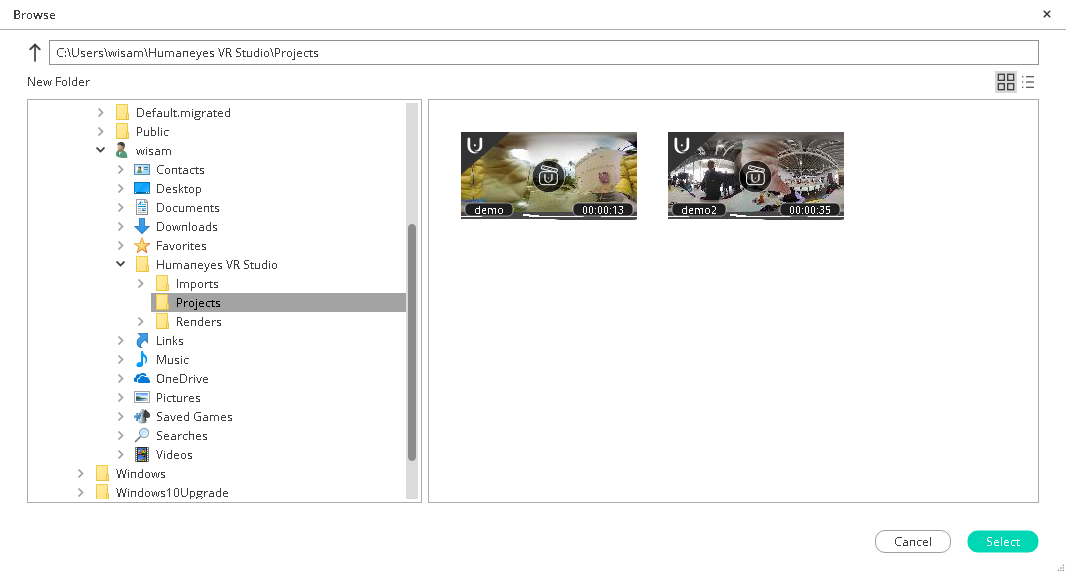 Browse
C:\Users\wisam\Humaneyes VR Studio\Projects
New Folder
Default.migrated
Public
wisam
Contacts
Desktop
Documents
Downloads
Favorites
Humaneyes VR Studio
Imports
Projects
Renders
Links
Music
OneDrive
Pictures
Saved Games
Searches
Videos
Windows
Windows10Upgrade
demo 00:00:13
demo2 00:00:35
Cancel Select